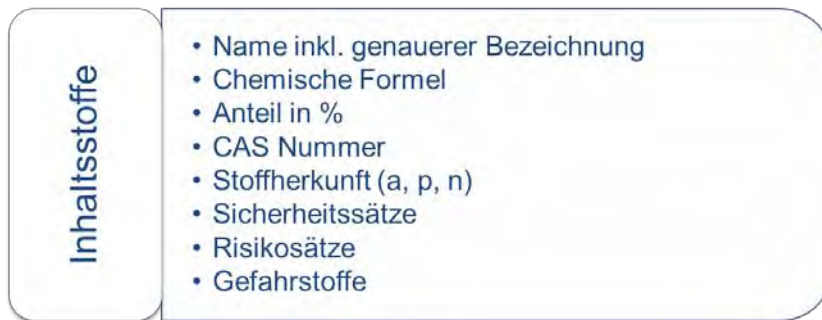 Inhaltsstoffe
• Name inkl. genauerer Bezeichnung
• Chemische Formel
• Anteil in %
• CAS Nummer
• Stoffherkunft (a, p, n)
• Sicherheitssätze
• Risikosätze
• Gefahrstoffe